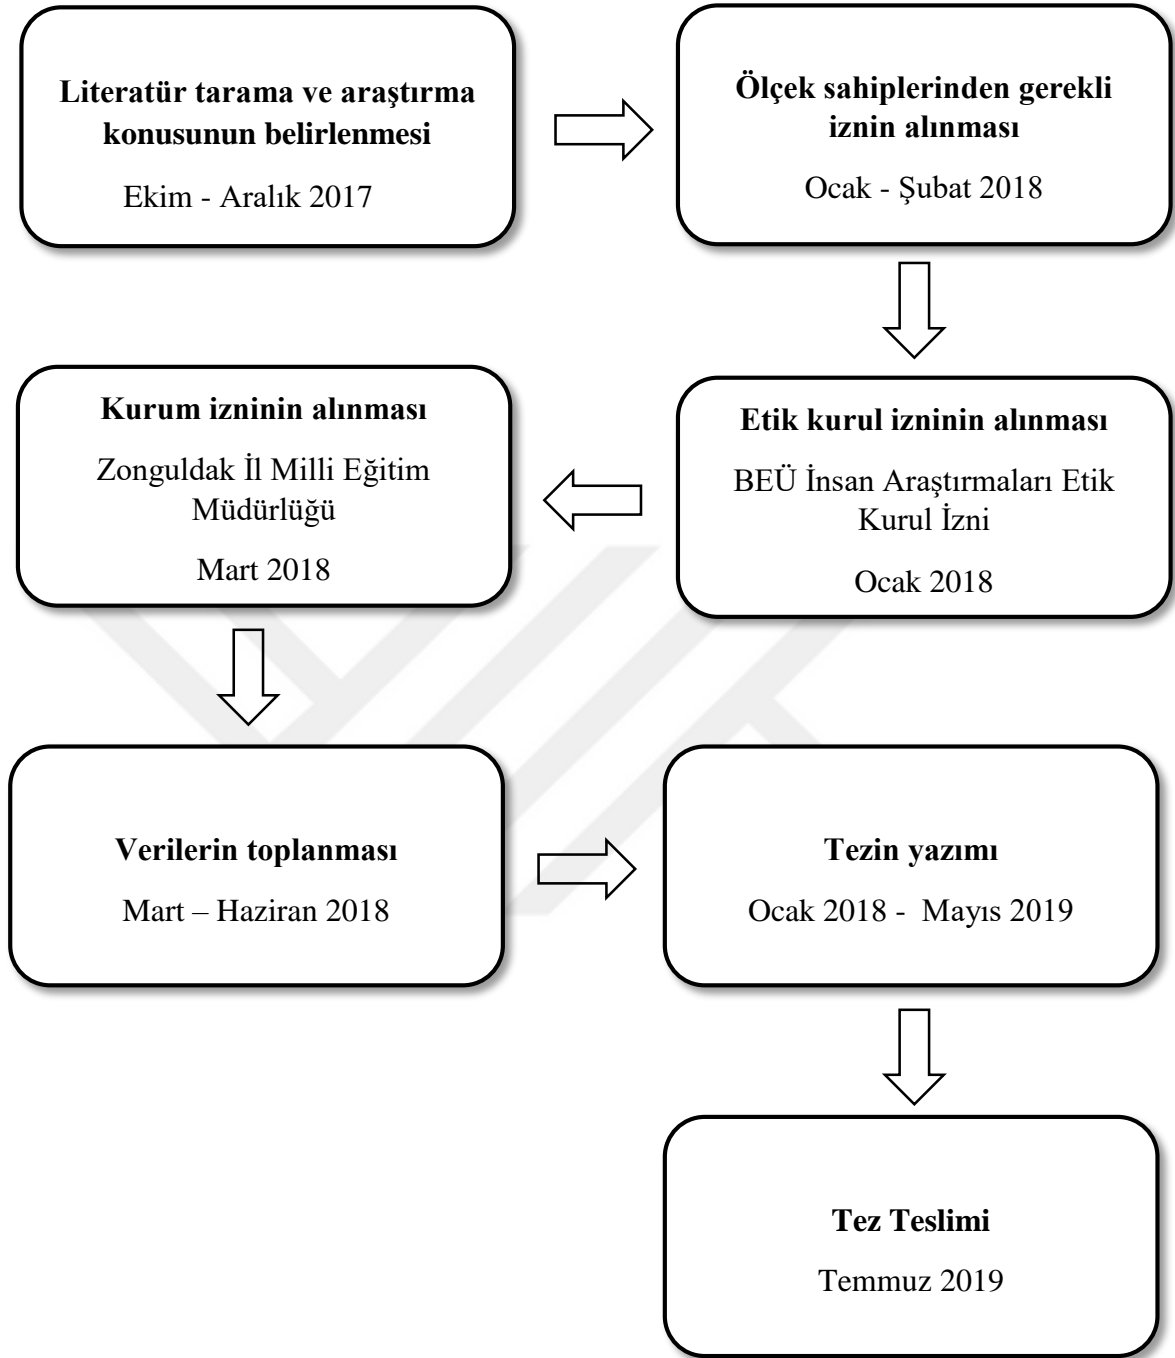 Literatür tarama ve araştırma
konusunun belirlenmesi
Ekim - Aralık 2017
Ölçek sahiplerinden gerekli
iznin alınması
Ocak - Şubat 2018
Etik kurul izninin alınması
BEÜ İnsan Araştırmaları Etik
Kurul İzni
Ocak 2018
Kurum izninin alınması
Zonguldak İl Milli Eğitim
Müdürlüğü
Mart 2018
Verilerin toplanması
Mart – Haziran 2018
Tezin yazımı
Ocak 2018 - Mayıs 2019
Tez Teslimi
Temmuz 2019